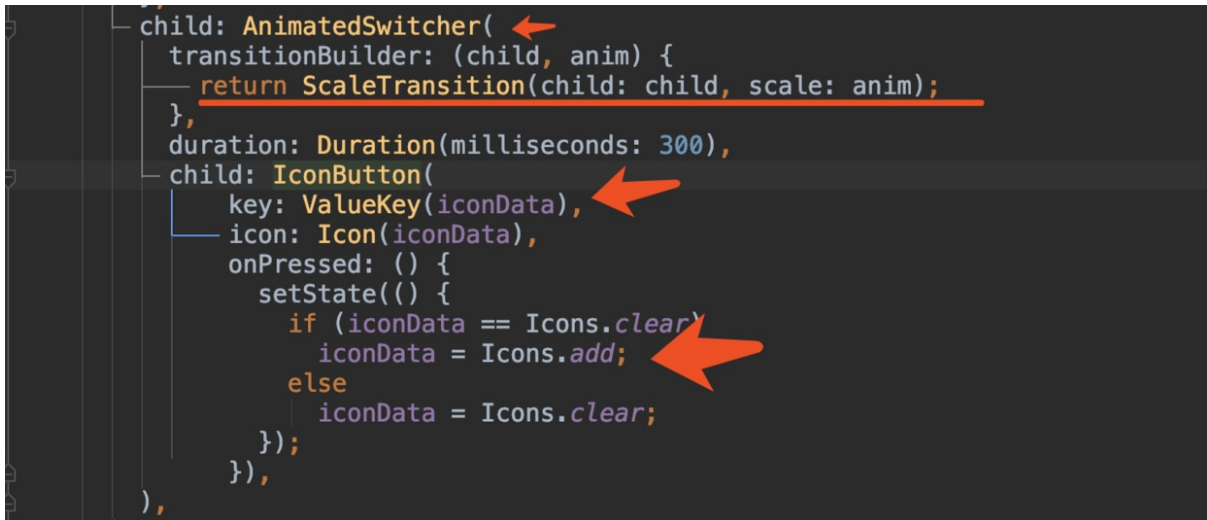 child: AnimatedSwitcher(
transitionBuilder: (child, anim) {
return ScaleTransition(child: child, scale: anim);
},
duration: Duration(milliseconds: 300),
child: IconButton(
key: ValueKey(iconData),
icon: Icon(iconData),
onPressed: () {
setState(() {
if (iconData == Icons.clear)
iconData = Icons.add;
else
iconData = Icons.clear;
});
}),
),